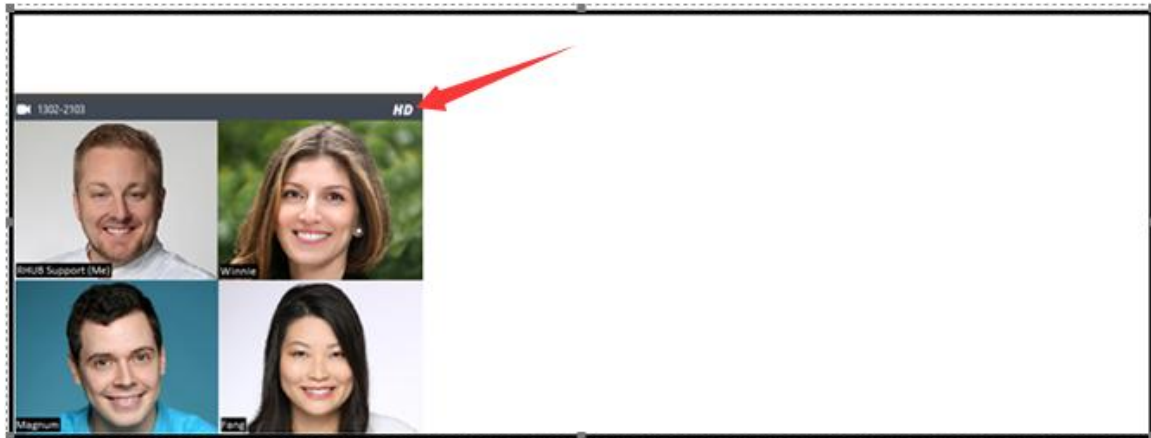 1302-2103 HD
RHUB Support (Me)
Winnie
Magnum
Fang